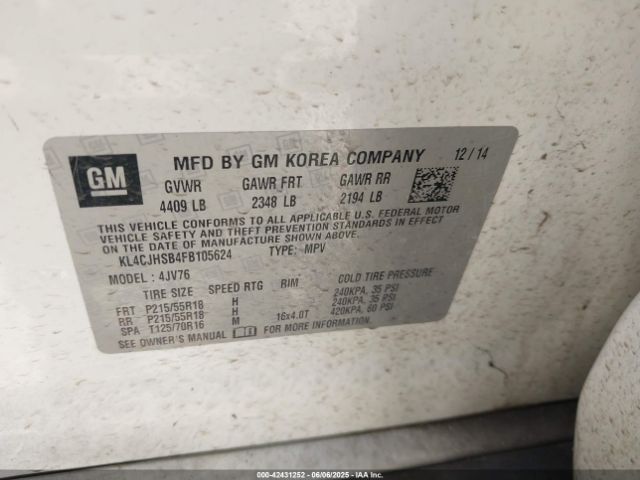 GM
MFD BY GM KOREA COMPANY 12/14
GVWR GAWR FRT GAWR RR
4409 LB 2348 LB 2194 LB
THIS VEHICLE CONFORMS TO ALL APPLICABLE U.S. FEDERAL MOTOR
VEHICLE SAFETY AND THEFT PREVENTION STANDARDS IN EFFECT ON
THE DATE OF MANUFACTURE SHOWN ABOVE.
KL4CJHSB4FB105624 TYPE: MPV
MODEL: 4JV76
TIRE SIZE SPEED RTG RIM COLD TIRE PRESSURE
FRT P215/55R18 H 240KPA, 35 PSI
RR P215/55R18 H 240KPA, 35 PSI
SPA T125/70R16 M 16x4.0T 420KPA, 60 PSI
SEE OWNER'S MANUAL FOR MORE INFORMATION.
000-42431252 - 06/06/2025 - IAAI.COM